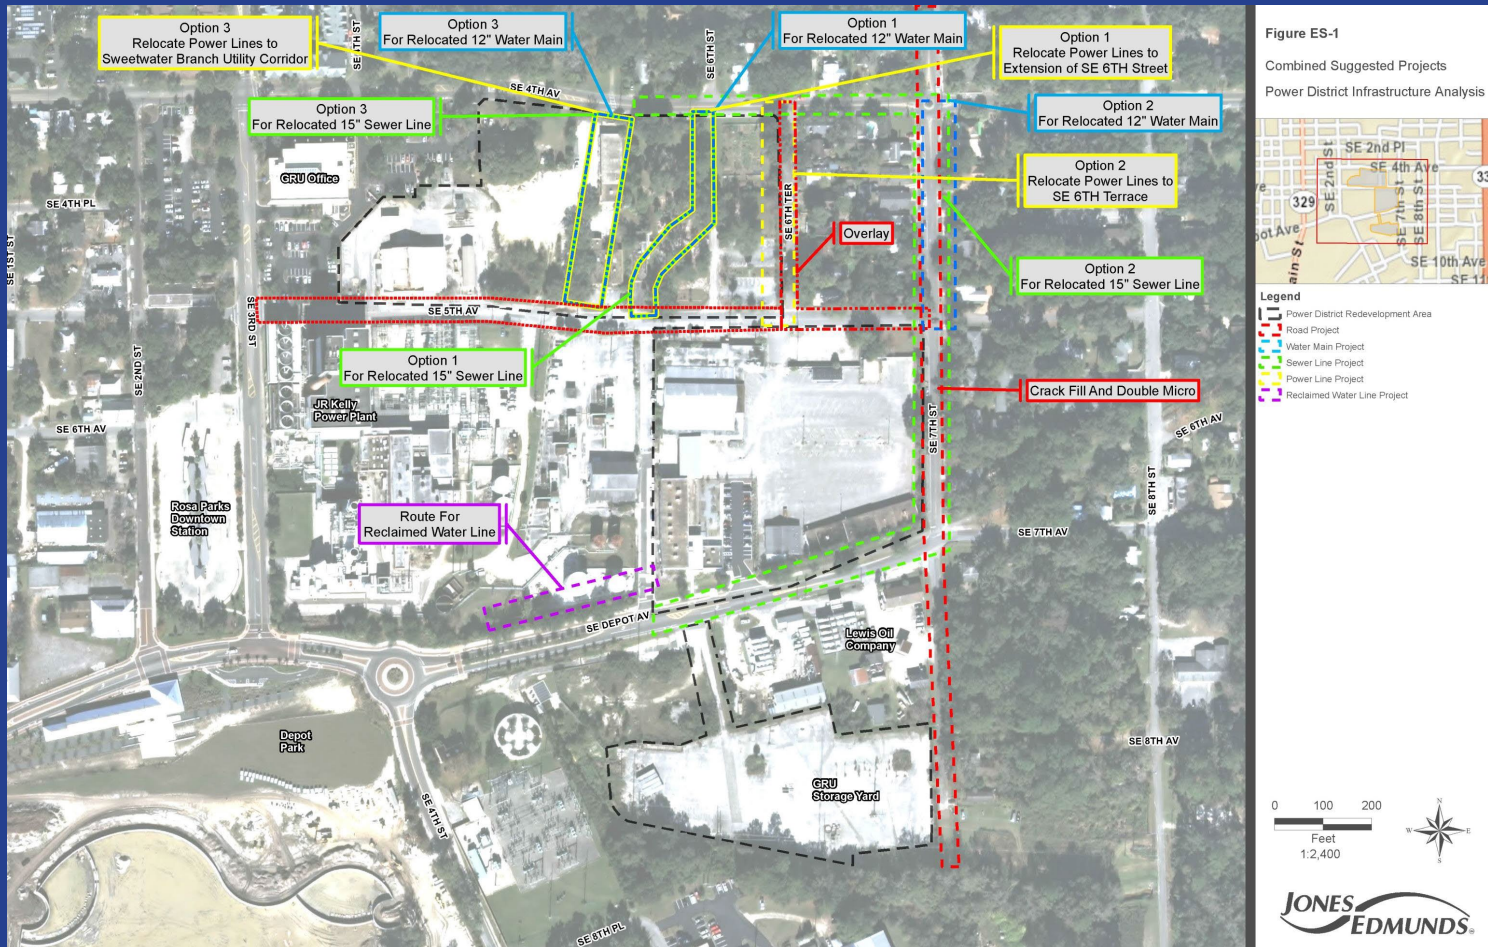 Option 3
Relocate Power Lines to
Sweetwater Branch Utility Corridor
Option 3
For Relocated 12" Water Main
Option 1
For Relocated 12" Water Main
Option 1
Relocate Power Lines to
Extension of SE 6TH Street
Option 3
For Relocated 15" Sewer Line
Option 2
For Relocated 12" Water Main
Option 2
Relocate Power Lines to
SE 6TH Terrace
Overlay
Option 2
For Relocated 15" Sewer Line
Option 1
For Relocated 15" Sewer Line
Crack Fill And Double Micro
Route For
Reclaimed Water Line
SE 4TH AV
SE 6TH ST
GRU Office
SE 4TH PL
SE 1ST ST
SE 3RD ST
SE 5TH AV
SE 6TH TER
SE 2ND ST
JR Kelly
Power Plant
SE 6TH AV
SE 7TH ST
SE 6TH AV
SE 8TH ST
Rosa Parks
Downtown
Station
SE 7TH AV
SE DEPOT AV
Lewis Oil
Company
Depot
Park
SE 8TH AV
GRU
Storage Yard
SE 4TH ST
SE 8TH PL
Figure ES-1
Combined Suggested Projects
Power District Infrastructure Analysis
SE 2nd Pl
SE 4th Ave
SE 2nd St
329
33
SE 7th St
SE 8th St
ot Ave
ain St
SE 10th Ave
SE 11
Legend
Power District Redevelopment Area
Road Project
Water Main Project
Sewer Line Project
Power Line Project
Reclaimed Water Line Project
0 100 200
Feet
1:2,400
N
W E
S
JONES
EDMUNDS